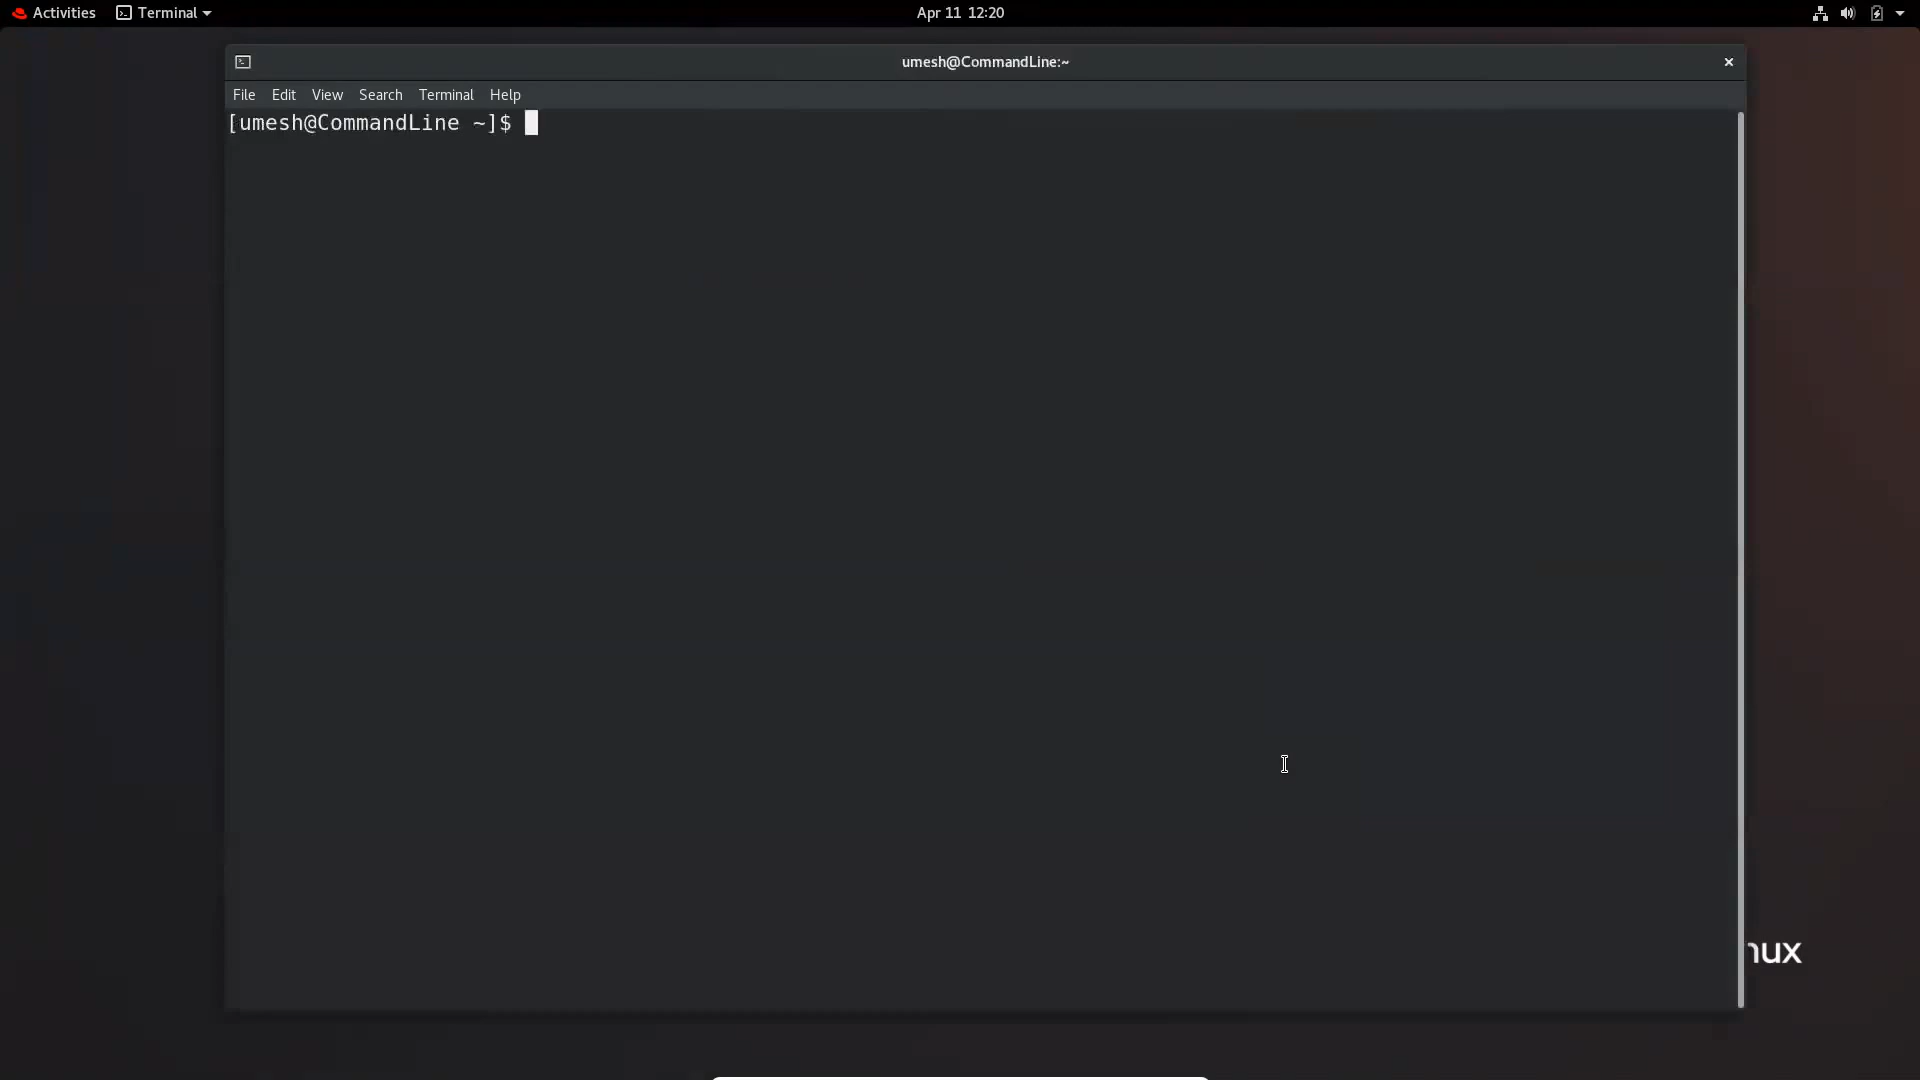 Activities Terminal Apr 11 12:20
umesh@CommandLine:~
File Edit View Search Terminal Help
[umesh@CommandLine ~]$
nux